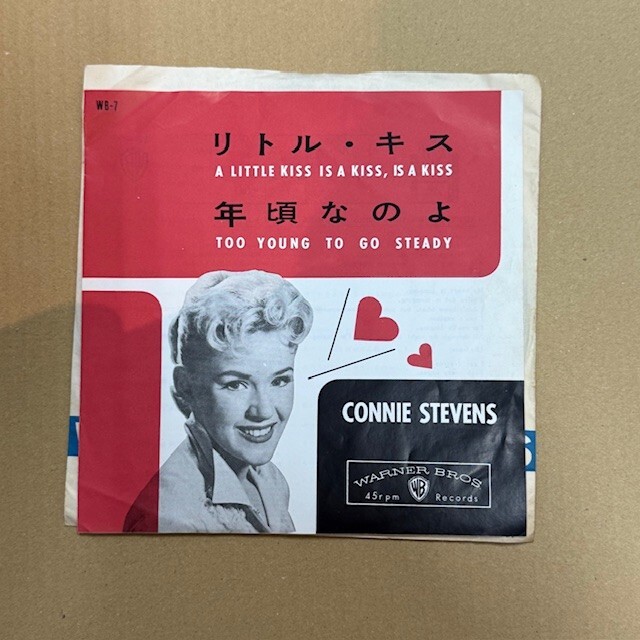 WB-7
リトル・キス
A LITTLE KISS IS A KISS, IS A KISS
年頃なのよ
TOO YOUNG TO GO STEADY
CONNIE STEVENS
WARNER BROS
WB
45rpm Records